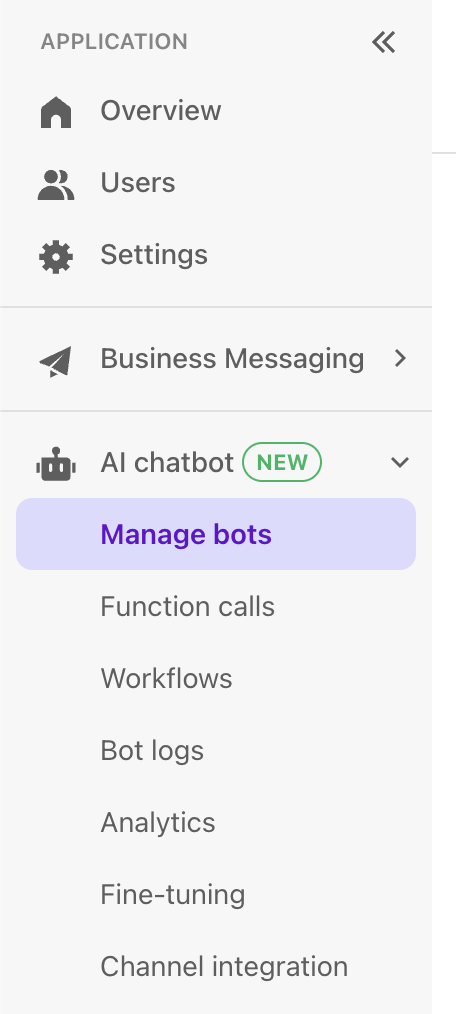 APPLICATION
Overview
Users
Settings
Business Messaging
AI chatbot NEW
Manage bots
Function calls
Workflows
Bot logs
Analytics
Fine-tuning
Channel integration